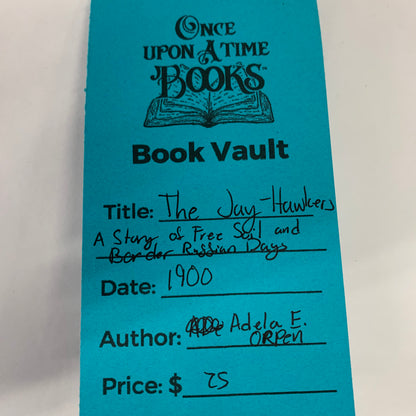 ONCE
UPON A TIME
BOOKS
Book Vault
Title: The Jay-Hawkers
A Story of Free Soil and
Border Russian Days
Date: 1900
Author: Adela E.
ORPEN
Price: $ 25